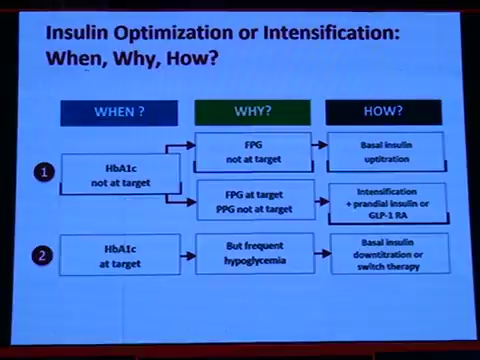 Insulin Optimization or Intensification:
When, Why, How?
WHEN ?
WHY?
HOW?
1
HbA1c
not at target
FPG
not at target
Basal insulin
uptitration
FPG at target
PPG not at target
Intensification
+ prandial insulin or
GLP-1 RA
2
HbA1c
at target
But frequent
hypoglycemia
Basal insulin
downtitration or
switch therapy